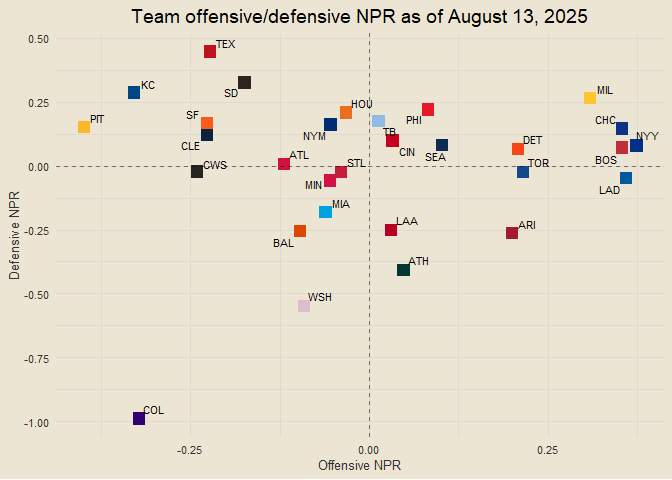 Team offensive/defensive NPR as of August 13, 2025
0.50
TEX
KC
SD
MIL
0.25
HOU
PHI
PIT
SF
CHC
NYM
TB
NYY
CLE
CIN
SEA
DET
BOS
0.00
CWS
ATL
STL
TOR
MIN
LAD
MIA
LAA
ARI
-0.25
BAL
ATH
WSH
-0.50
-0.75
COL
-1.00
-0.25
0.00
0.25
Defensive NPR
Offensive NPR